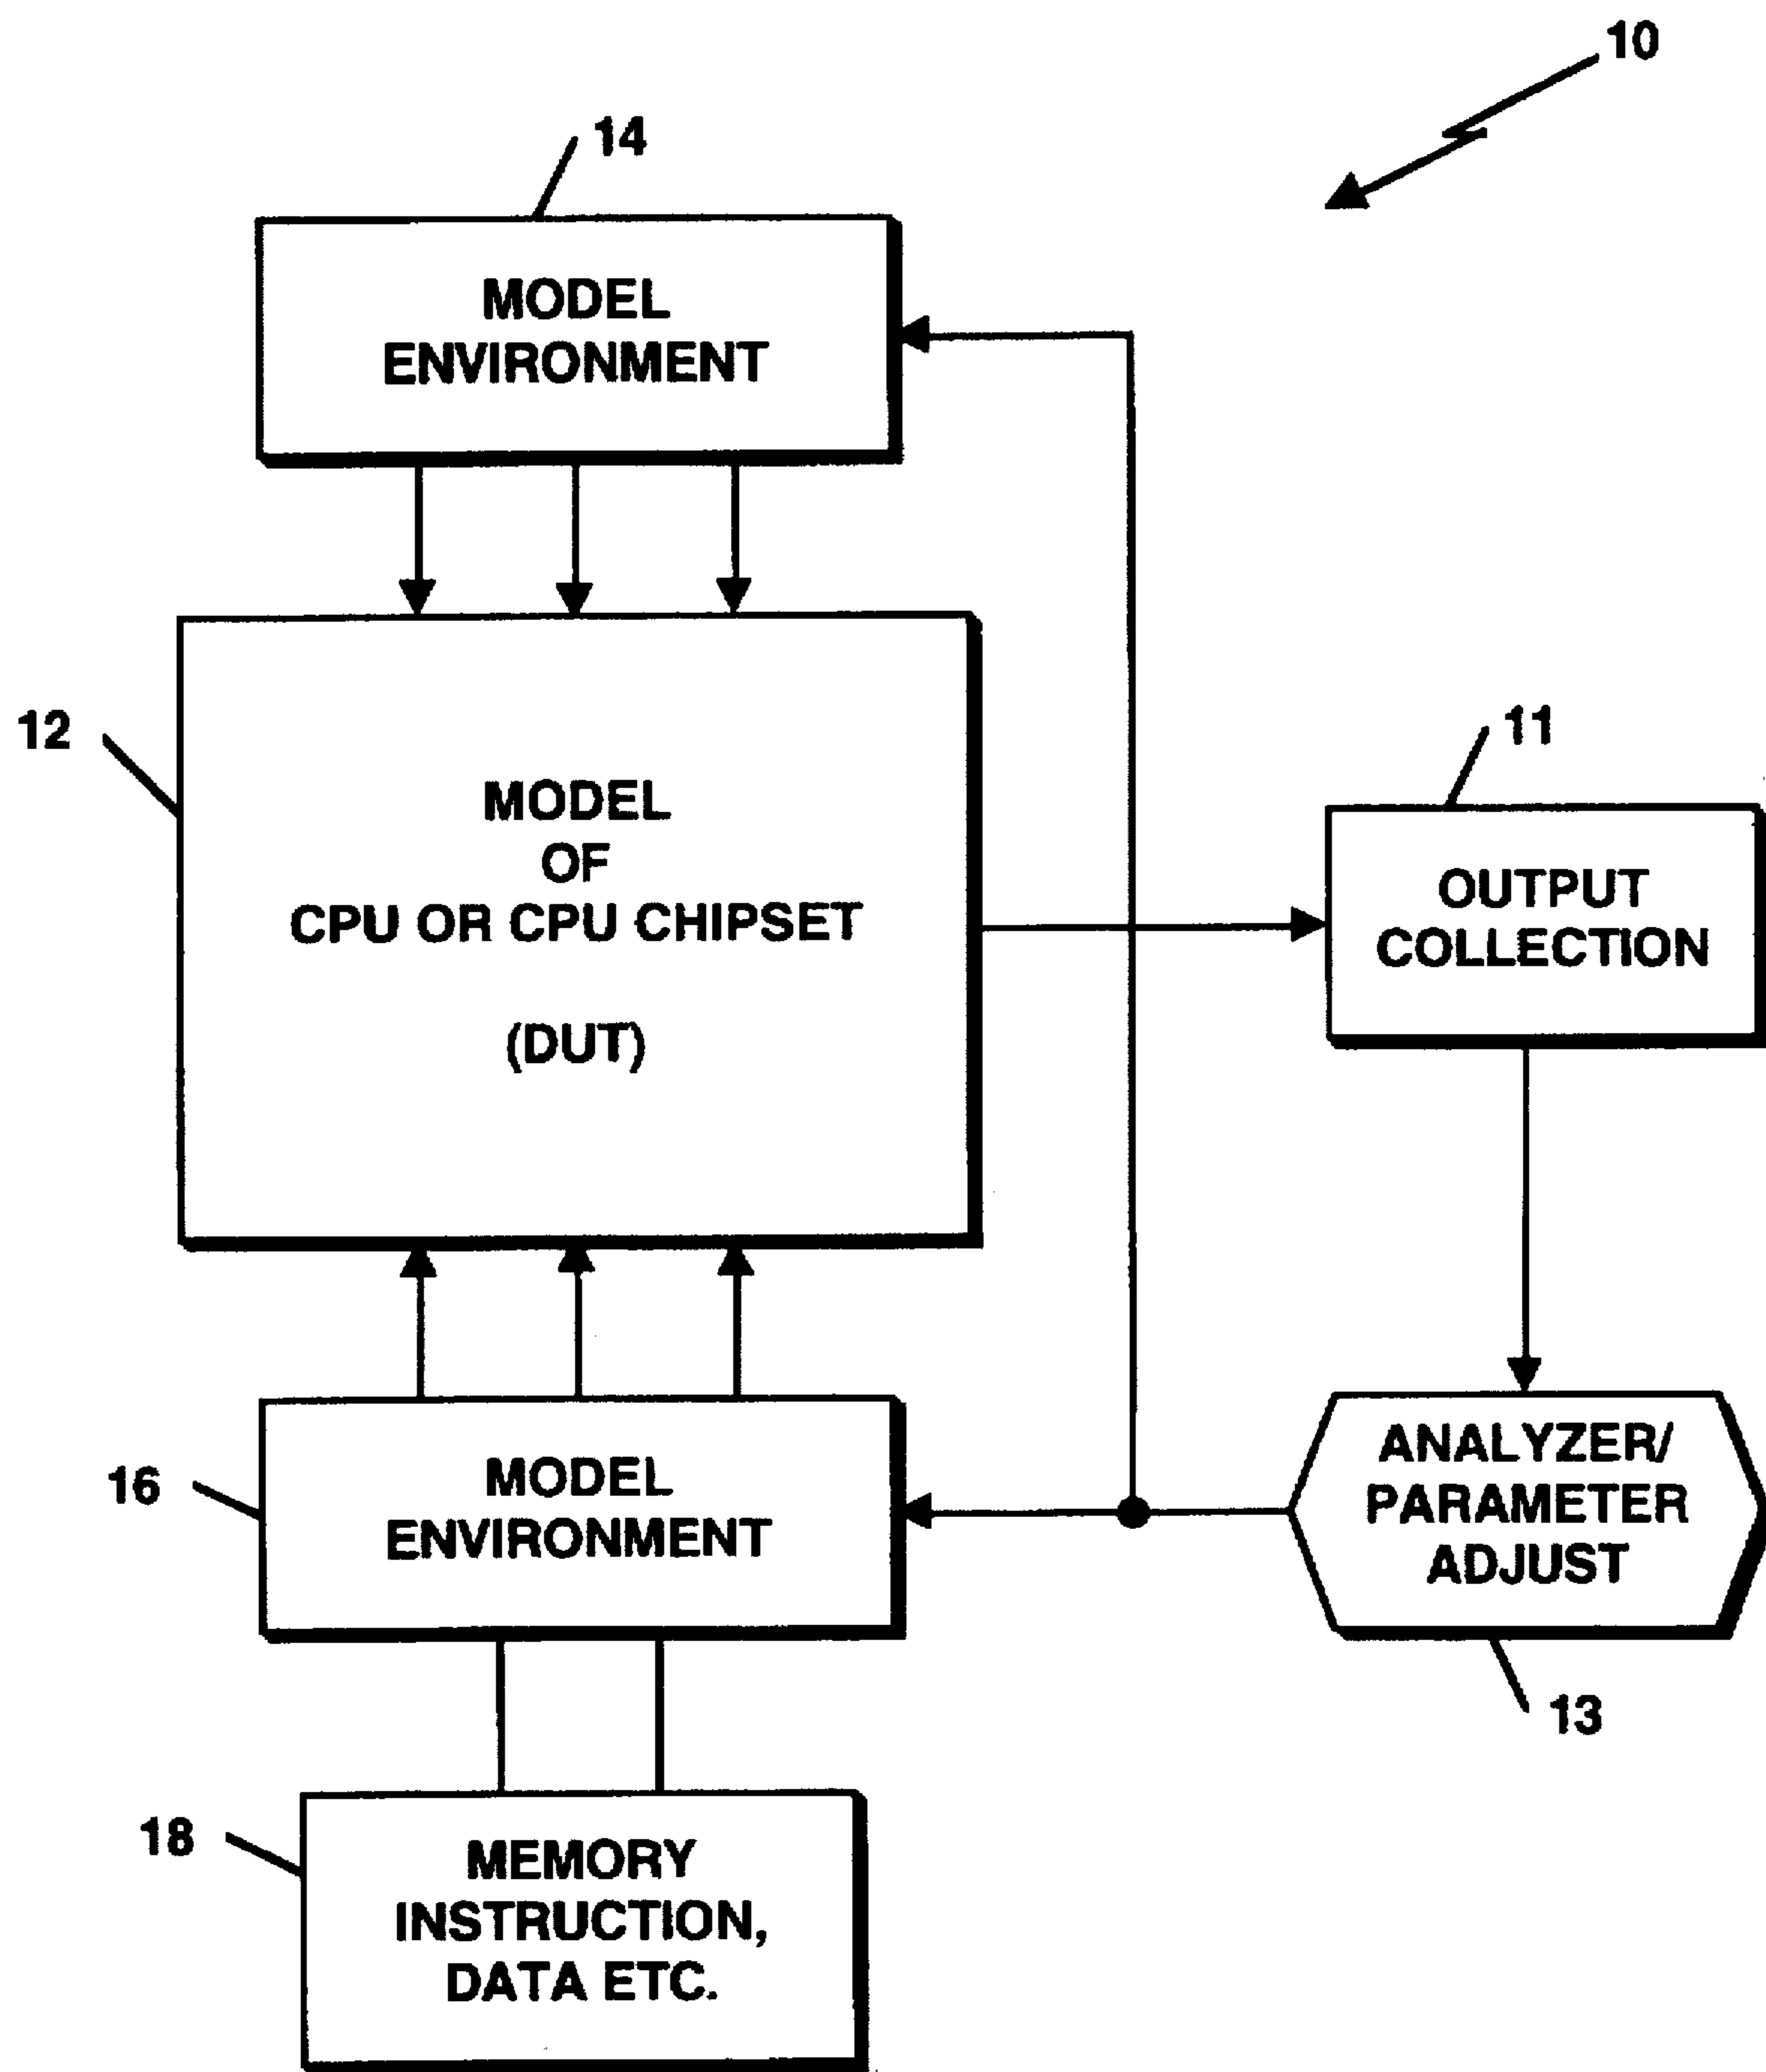 10
14
MODEL
ENVIRONMENT
12
MODEL
OF
CPU OR CPU CHIPSET
(DUT)
11
OUTPUT
COLLECTION
16
MODEL
ENVIRONMENT
ANALYZER/
PARAMETER
ADJUST
13
18
MEMORY
INSTRUCTION,
DATA ETC.